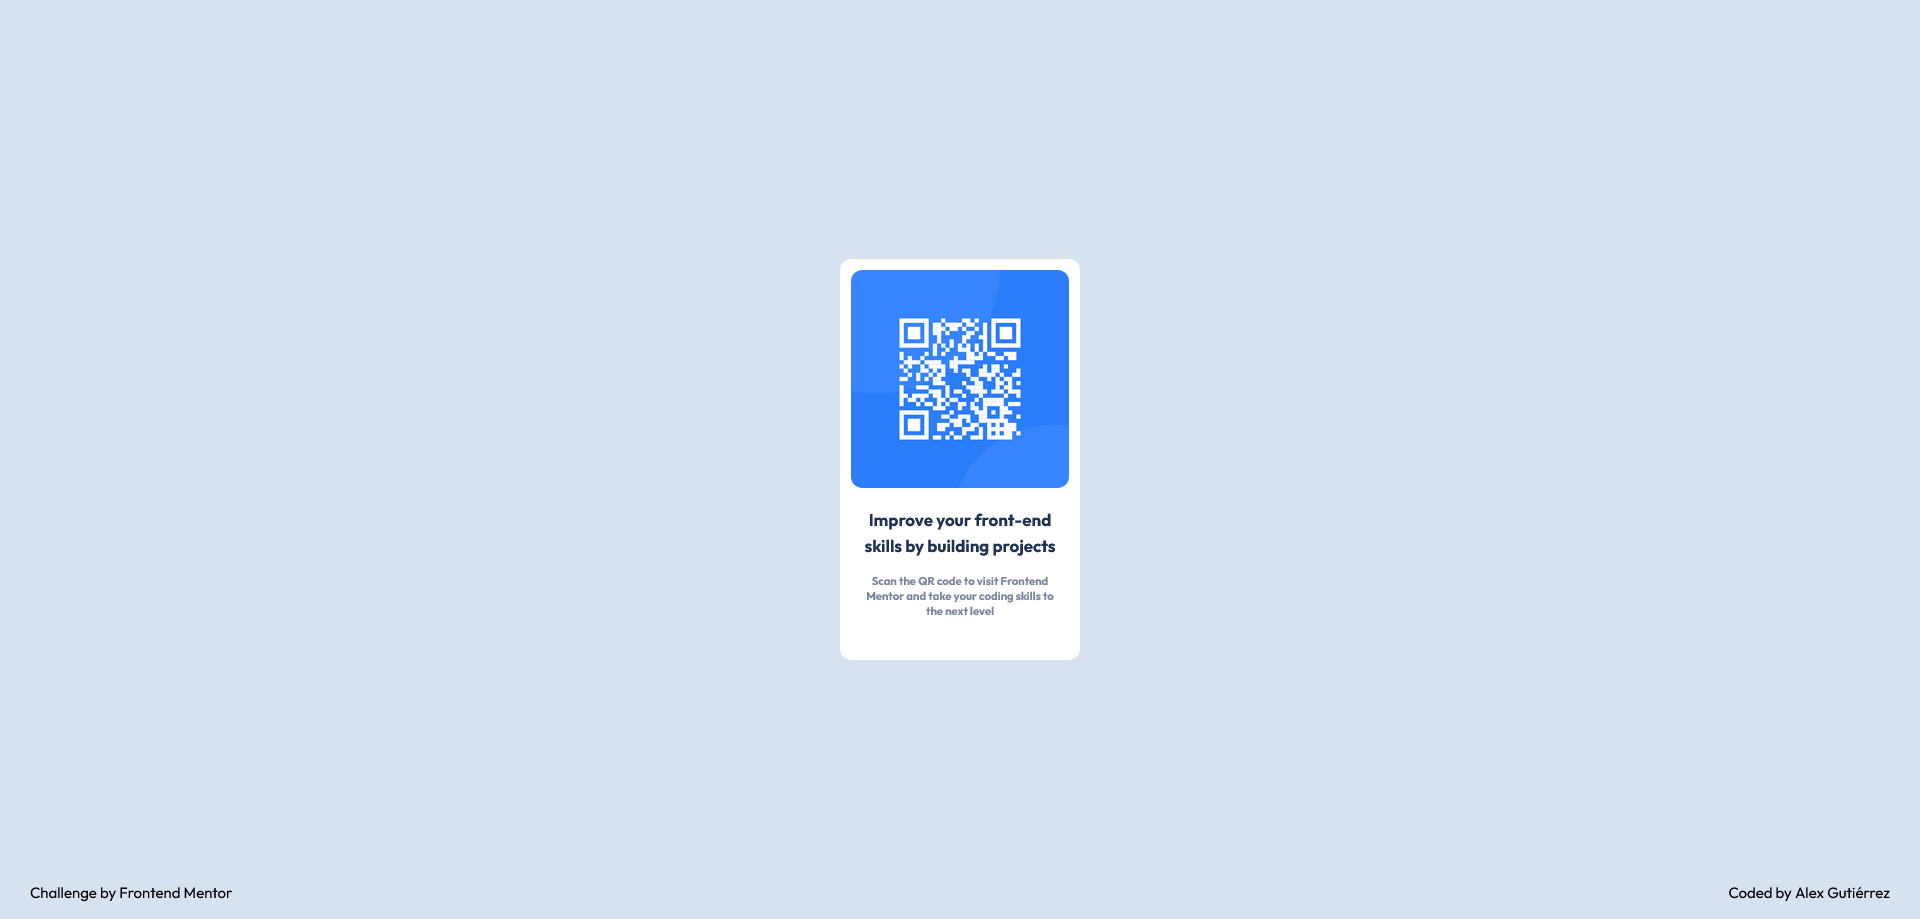 Improve your front-end
skills by building projects
Scan the QR code to visit Frontend
Mentor and take your coding skills to
the next level
Challenge by Frontend Mentor
Coded by Alex Gutiérrez